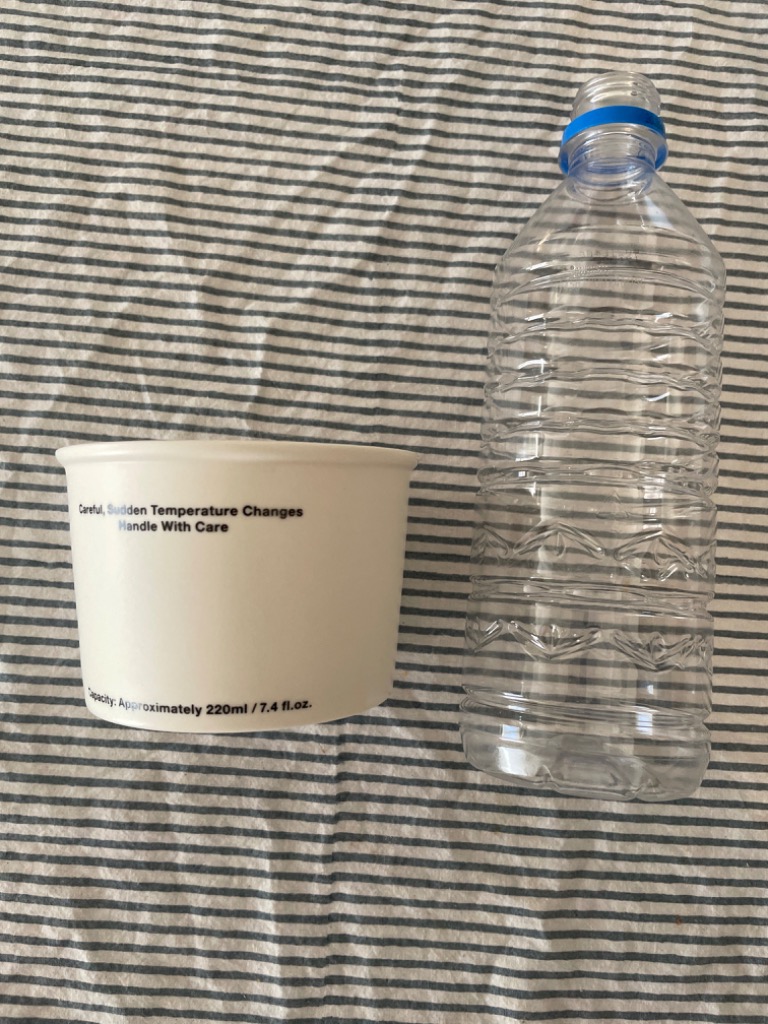 Careful, Sudden Temperature Changes
Handle With Care
Capacity: Approximately 220ml / 7.4 fl.oz.